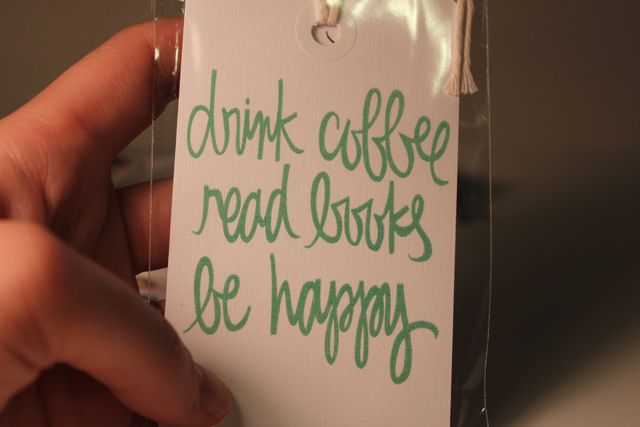 drink coffee
read books
be happy